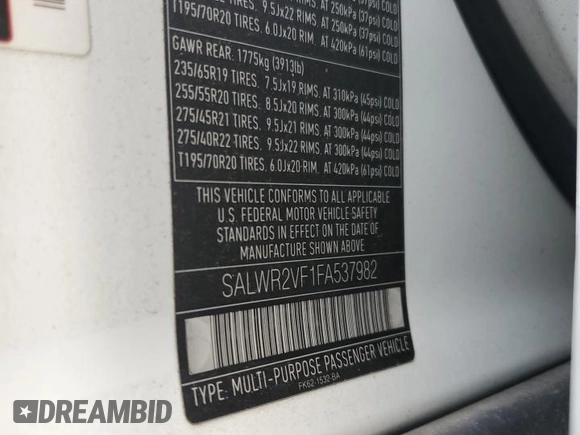 9.5Jx22 RIMS. AT 250kPa (37psi) COLD
T195/70R20 TIRES. 6.0Jx20 RIM. AT 420kPa (61psi) COLD
GAWR REAR: 1775kg (3913lb)
235/65R19 TIRES. 7.5Jx19 RIMS. AT 310kPa (45psi) COLD
255/55R20 TIRES. 8.5Jx20 RIMS. AT 300kPa (44psi) COLD
275/45R21 TIRES. 9.5Jx21 RIMS. AT 300kPa (44psi) COLD
275/40R22 TIRES. 9.5Jx22 RIMS. AT 300kPa (44psi) COLD
T195/70R20 TIRES. 6.0Jx20 RIM. AT 420kPa (61psi) COLD
THIS VEHICLE CONFORMS TO ALL APPLICABLE
U.S. FEDERAL MOTOR VEHICLE SAFETY
STANDARDS IN EFFECT ON THE DATE OF
MANUFACTURE SHOWN ABOVE
SALWR2VF1FA537982
TYPE: MULTI-PURPOSE PASSENGER VEHICLE
FK62-1532-BA
DREAMBID